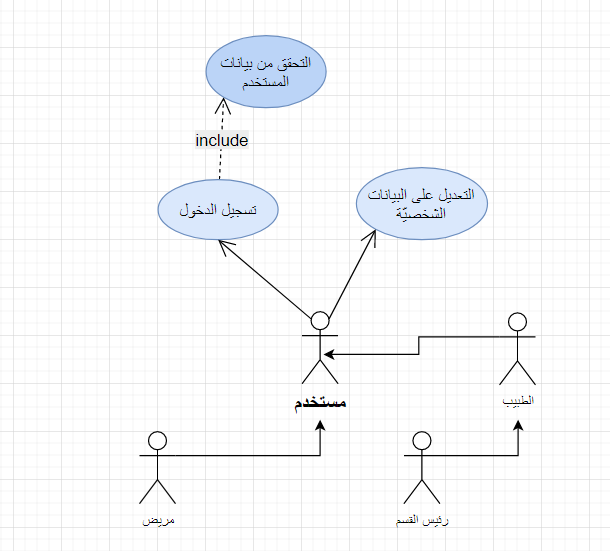 التحقق من بيانات
المستخدم
include
تسجيل الدخول
التعديل على البيانات
الشخصيّة
مستخدم
الطبيب
مريض
رئيس القسم